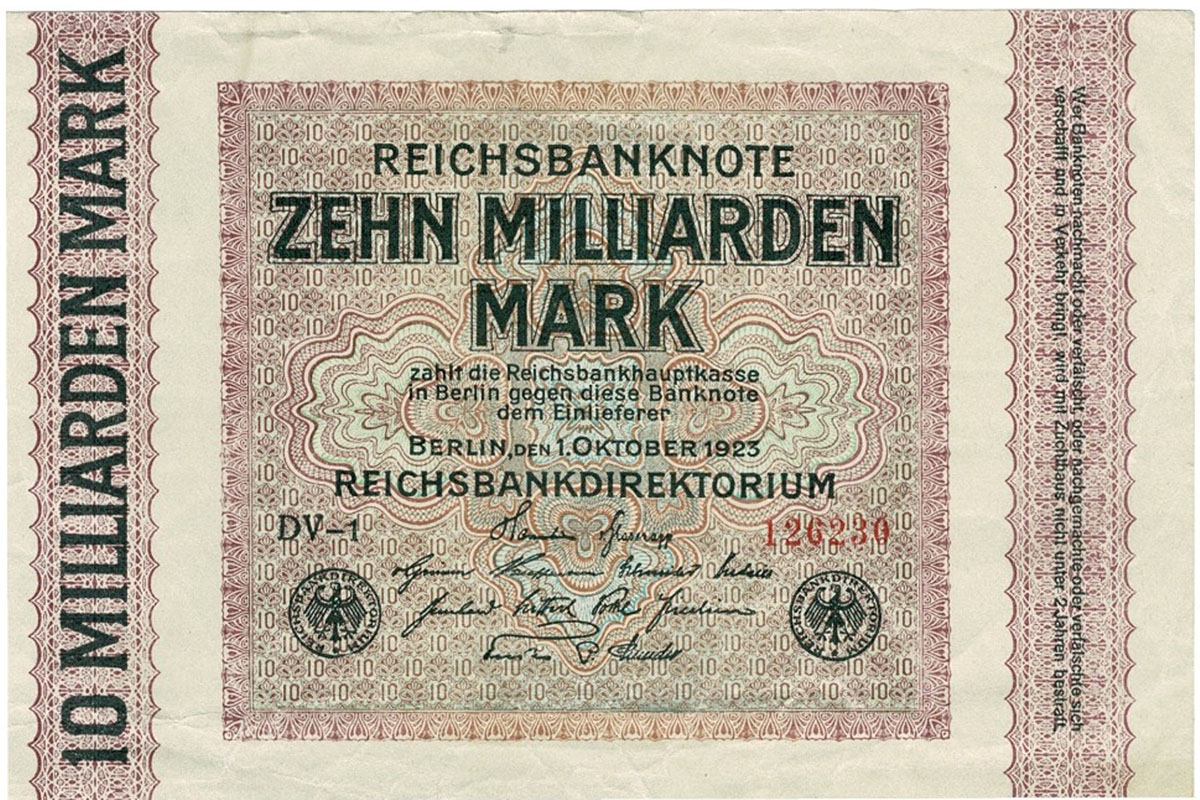 10 MILLIARDEN MARK
REICHSBANKNOTE
ZEHN MILLIARDEN
MARK
zahlt die Reichsbankhauptkasse
in Berlin gegen diese Banknote
dem Einlieferer
BERLIN, DEN 1. OKTOBER 1923
REICHSBANKDIREKTORIUM
DV-1
126230
REICHSBANKDIREKTORIUM
REICHSBANKDIREKTORIUM
Wer Banknoten nachmacht oder verfälscht, oder nachgemachte oder verfälschte sich
verschafft und in Verkehr bringt, wird mit Zuchthaus nicht unter 2 Jahren bestraft.